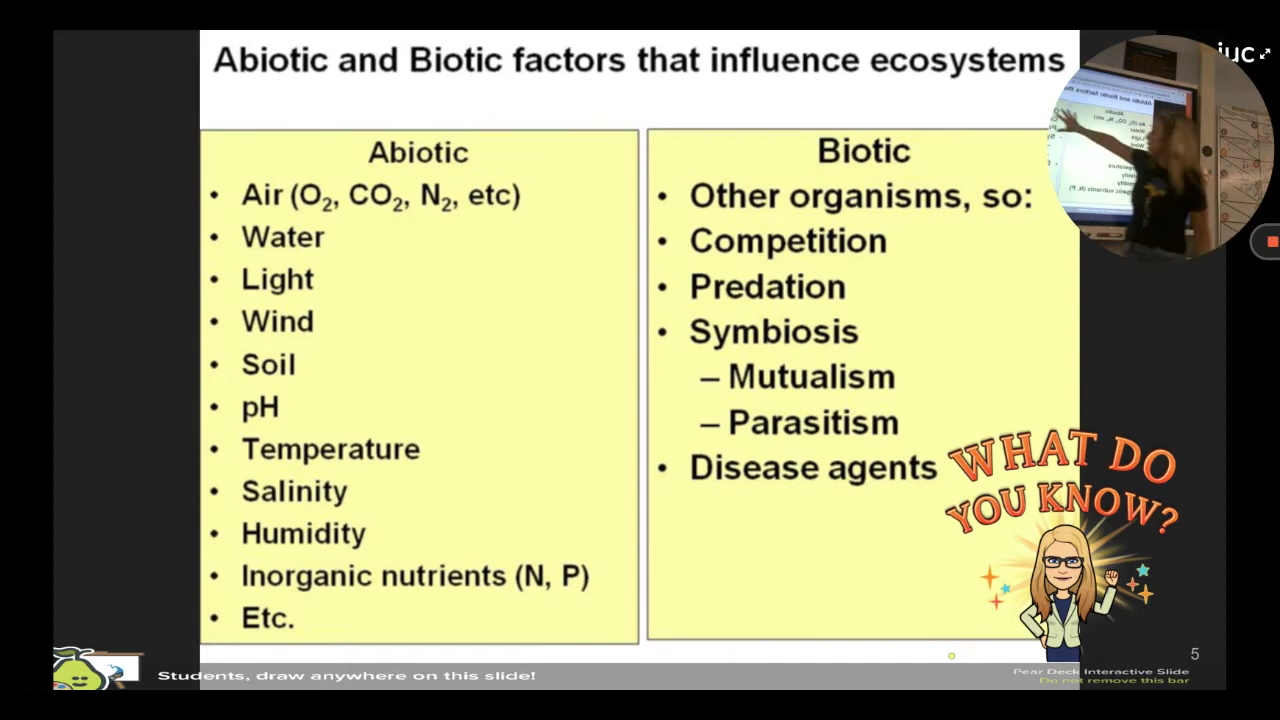 Abiotic and Biotic factors that influence ecosystems
Abiotic
• Air (O₂, CO₂, N₂, etc)
• Water
• Light
• Wind
• Soil
• pH
• Temperature
• Salinity
• Humidity
• Inorganic nutrients (N, P)
• Etc.
Biotic
• Other organisms, so:
• Competition
• Predation
• Symbiosis
– Mutualism
– Parasitism
• Disease agents
WHAT DO
YOU KNOW?
5
Students, draw anywhere on this slide!
Pear Deck Interactive Slide
Do not remove this bar